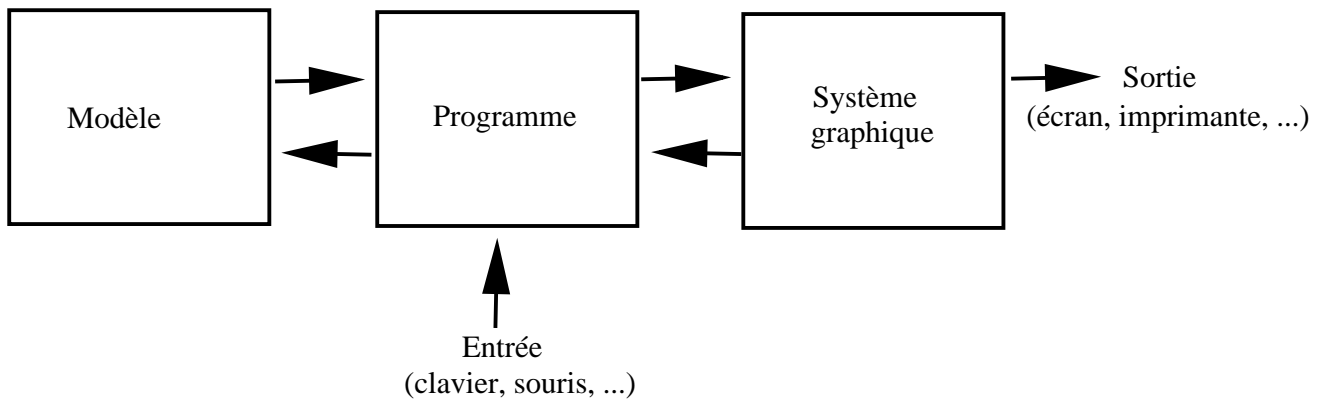 Modèle
Programme
Système
graphique
Sortie
(écran, imprimante, ...)
Entrée
(clavier, souris, ...)